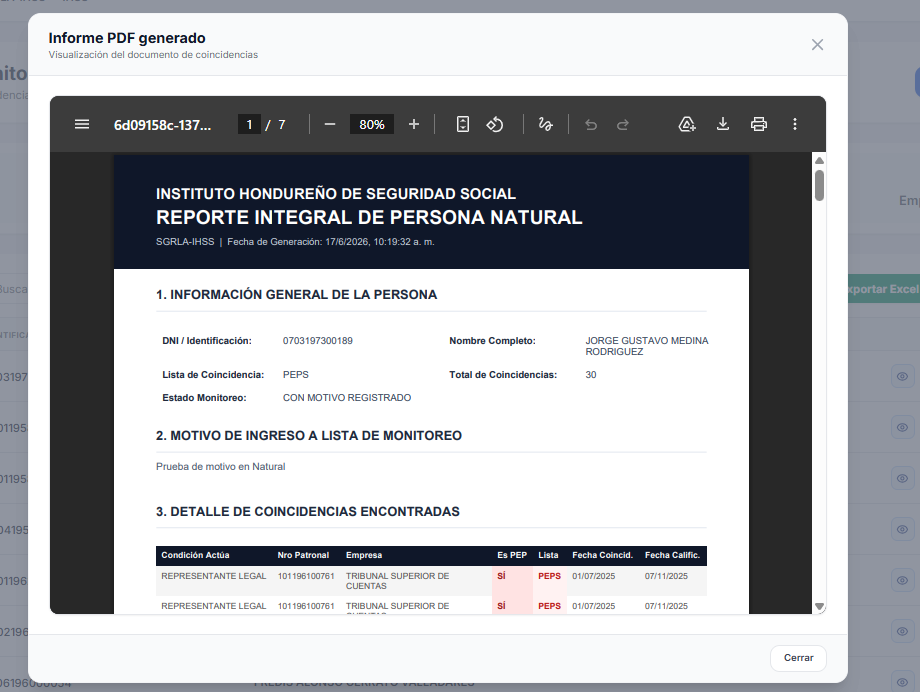 Informe PDF generado
Visualización del documento de coincidencias
6d09158c-137...
1 / 7
80%
INSTITUTO HONDUREÑO DE SEGURIDAD SOCIAL
REPORTE INTEGRAL DE PERSONA NATURAL
SGRLA-IHSS | Fecha de Generación: 17/6/2026, 10:19:32 a. m.
1. INFORMACIÓN GENERAL DE LA PERSONA
DNI / Identificación: 0703197300189 Nombre Completo: JORGE GUSTAVO MEDINA
RODRIGUEZ
Lista de Coincidencia: PEPS Total de Coincidencias: 30
Estado Monitoreo: CON MOTIVO REGISTRADO
2. MOTIVO DE INGRESO A LISTA DE MONITOREO
Prueba de motivo en Natural
3. DETALLE DE COINCIDENCIAS ENCONTRADAS
Condición Actúa Nro Patronal Empresa Es PEP Lista Fecha Coincid. Fecha Calific.
REPRESENTANTE LEGAL 101196100761 TRIBUNAL SUPERIOR DE SÍ PEPS 01/07/2025 07/11/2025
CUENTAS
REPRESENTANTE LEGAL 101196100761 TRIBUNAL SUPERIOR DE SÍ PEPS 01/07/2025 07/11/2025
Cerrar
xportar Excel